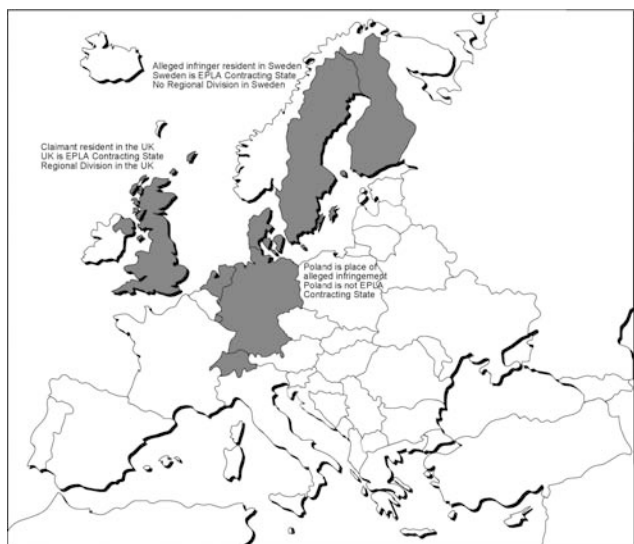 Alleged infringer resident in Sweden
Sweden is EPLA Contracting State
No Regional Division in Sweden
Claimant resident in the UK
UK is EPLA Contracting State
Regional Division in the UK
Poland is place of
alleged infringement
Poland is not EPLA
Contracting State